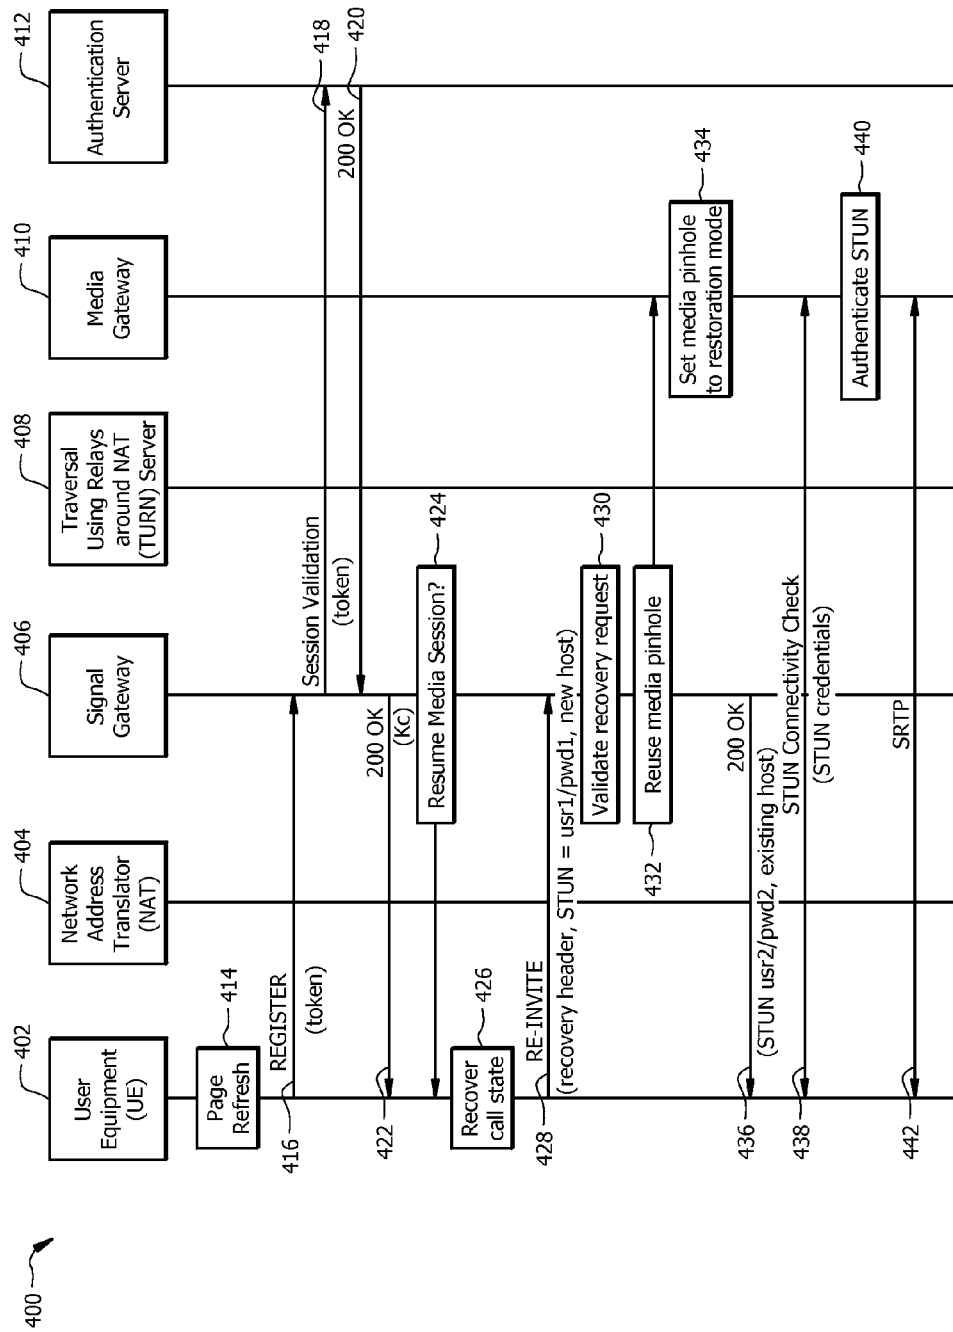 400
402
User
Equipment
(UE)
404
Network
Address
Translator
(NAT)
406
Signal
Gateway
408
Traversal
Using Relays
around NAT
(TURN) Server
410
Media
Gateway
412
Authentication
Server
414
Page
Refresh
416
REGISTER
(token)
Session Validation
(token)
418
200 OK
420
422
200 OK
(Kc)
Resume Media Session?
424
426
Recover
call state
428
RE-INVITE
(recovery header, STUN = usr1/pwd1, new host)
Validate recovery request
430
432
Reuse media pinhole
Set media pinhole
to restoration mode
434
436
200 OK
(STUN usr2/pwd2, existing host)
438
STUN Connectivity Check
(STUN credentials)
Authenticate STUN
440
442
SRTP